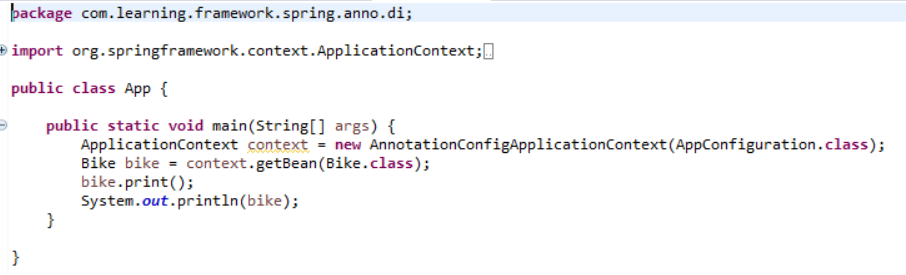 package com.learning.framework.spring.anno.di;
import org.springframework.context.ApplicationContext;
public class App {
public static void main(String[] args) {
ApplicationContext context = new AnnotationConfigApplicationContext(AppConfiguration.class);
Bike bike = context.getBean(Bike.class);
bike.print();
System.out.println(bike);
}
}